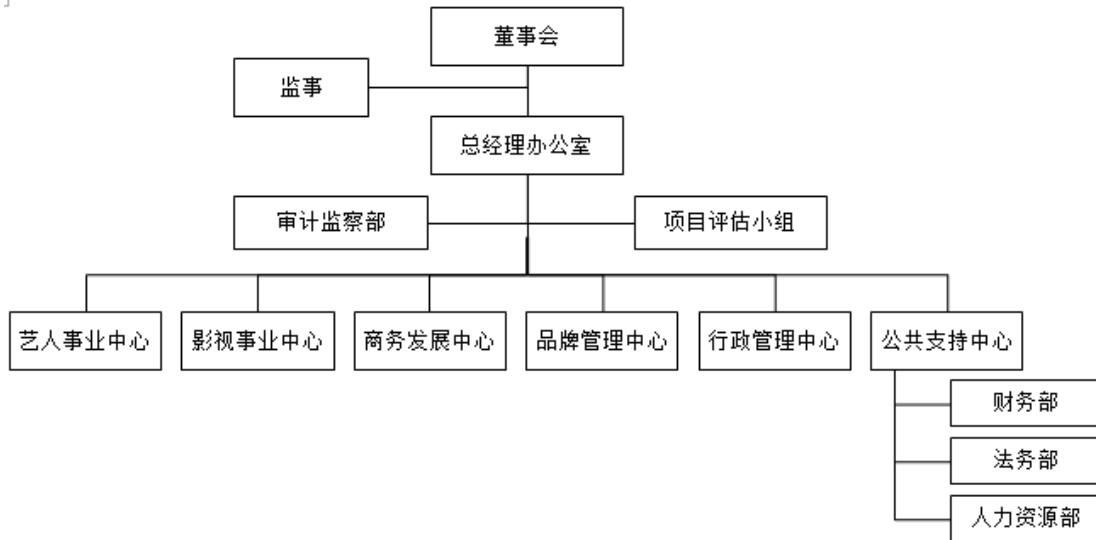 董事会
监事
总经理办公室
审计监察部
项目评估小组
艺人事业中心
影视事业中心
商务发展中心
品牌管理中心
行政管理中心
公共支持中心
财务部
法务部
人力资源部